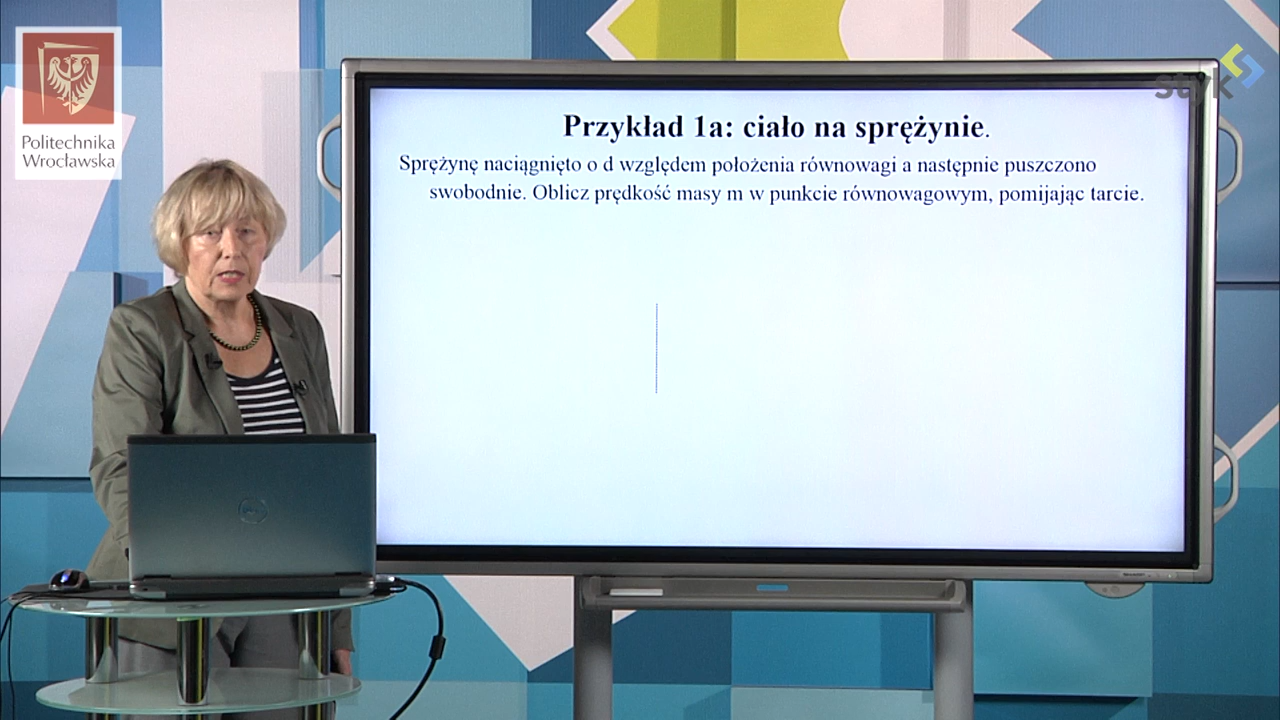 Politechnika
Wrocławska
styk
Przykład 1a: ciało na sprężynie.
Sprężynę naciągnięto o d względem położenia równowagi a następnie puszczono
swobodnie. Oblicz prędkość masy m w punkcie równowagowym, pomijając tarcie.